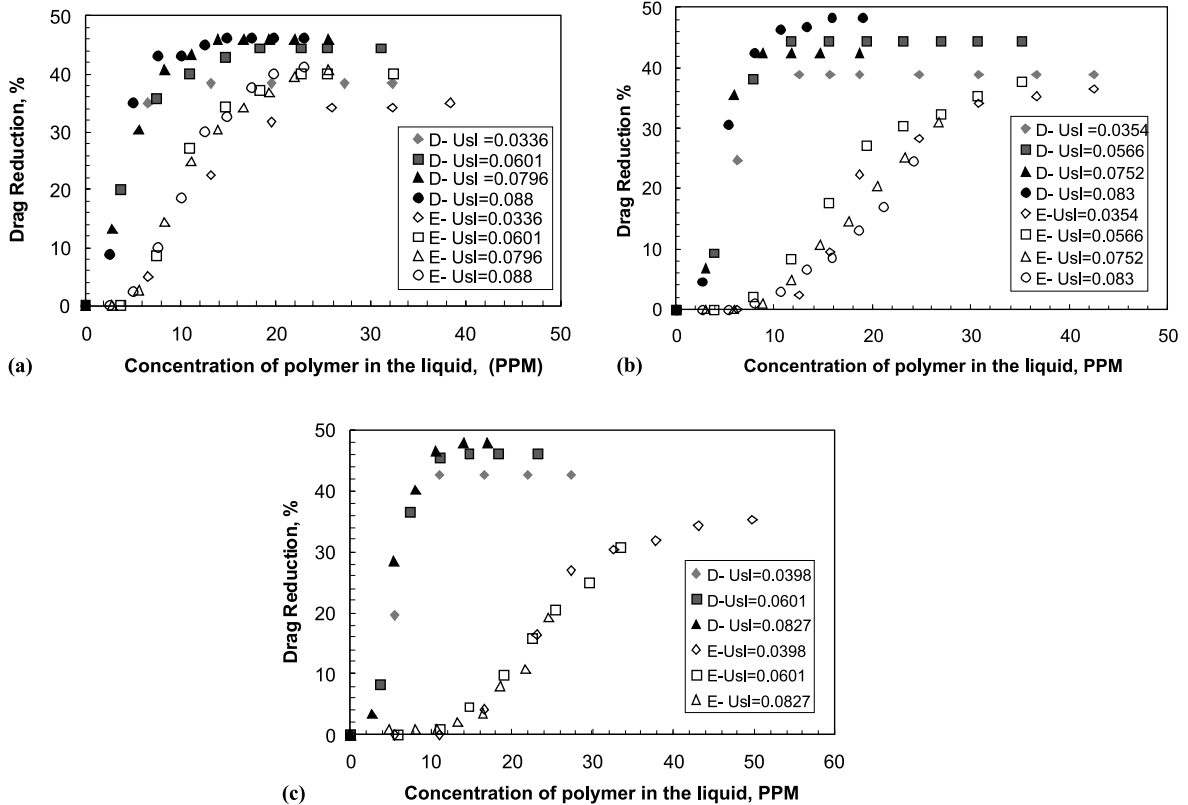 50
40
30
20
10
0
Drag Reduction, %
D- Usl =0.0336
D- Usl=0.0601
D- Usl=0.0796
D- Usl=0.088
E- Usl=0.0336
E- Usl=0.0601
E- Usl=0.0796
E- Usl=0.088
0 10 20 30 40 50
Concentration of polymer in the liquid, (PPM)
(a)
50
40
30
20
10
0
Drag Reduction %
D- Usl=0.0354
D- Usl=0.0566
D- Usl=0.0752
D- Usl=0.083
E-Usl=0.0354
E- Usl=0.0566
E- Usl=0.0752
E- Usl=0.083
0 10 20 30 40 50
Concentration of polymer in the liquid, PPM
(b)
50
40
30
20
10
0
Drag Reduction, %
D- Usl=0.0398
D-Usl=0.0601
D- Usl=0.0827
E-Usl=0.0398
E-Usl=0.0601
E- Usl=0.0827
0 10 20 30 40 50 60
Concentration of polymer in the liquid, PPM
(c)